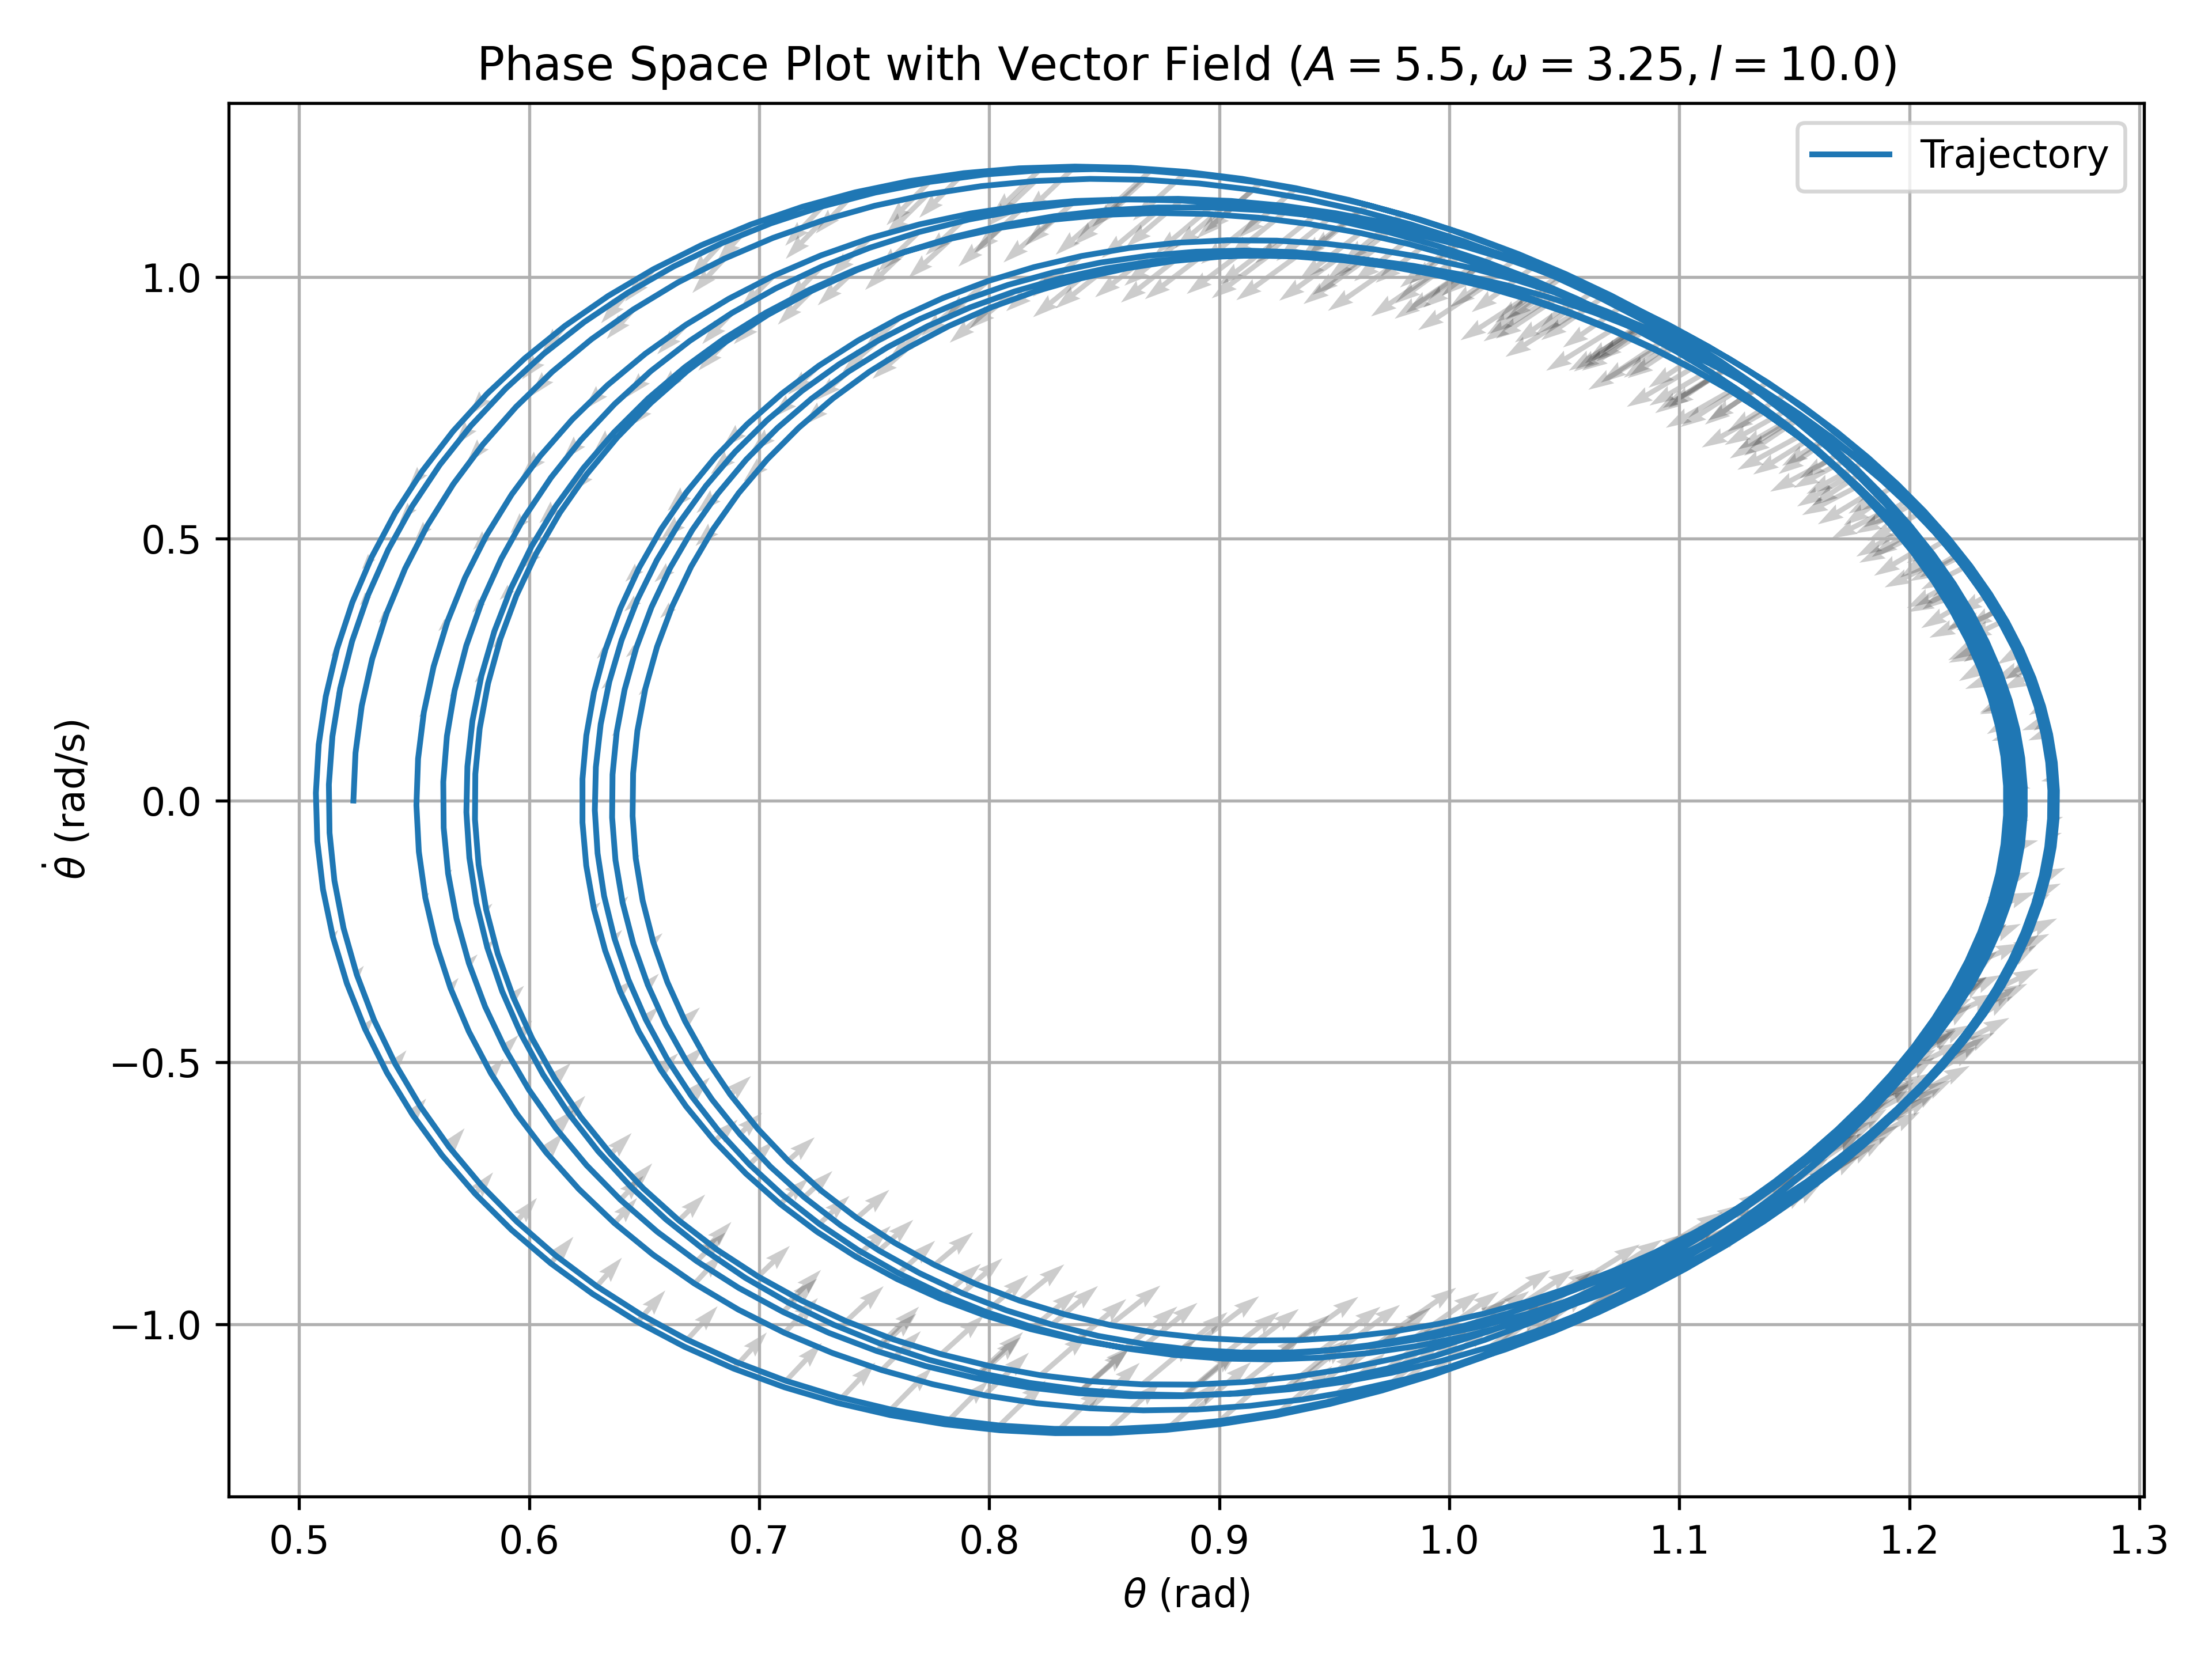 Phase Space Plot with Vector Field (A = 5.5, ω = 3.25, l = 10.0)
Trajectory
1.0
0.5
0.0
−0.5
−1.0
θ̇ (rad/s)
0.5 0.6 0.7 0.8 0.9 1.0 1.1 1.2 1.3
θ (rad)